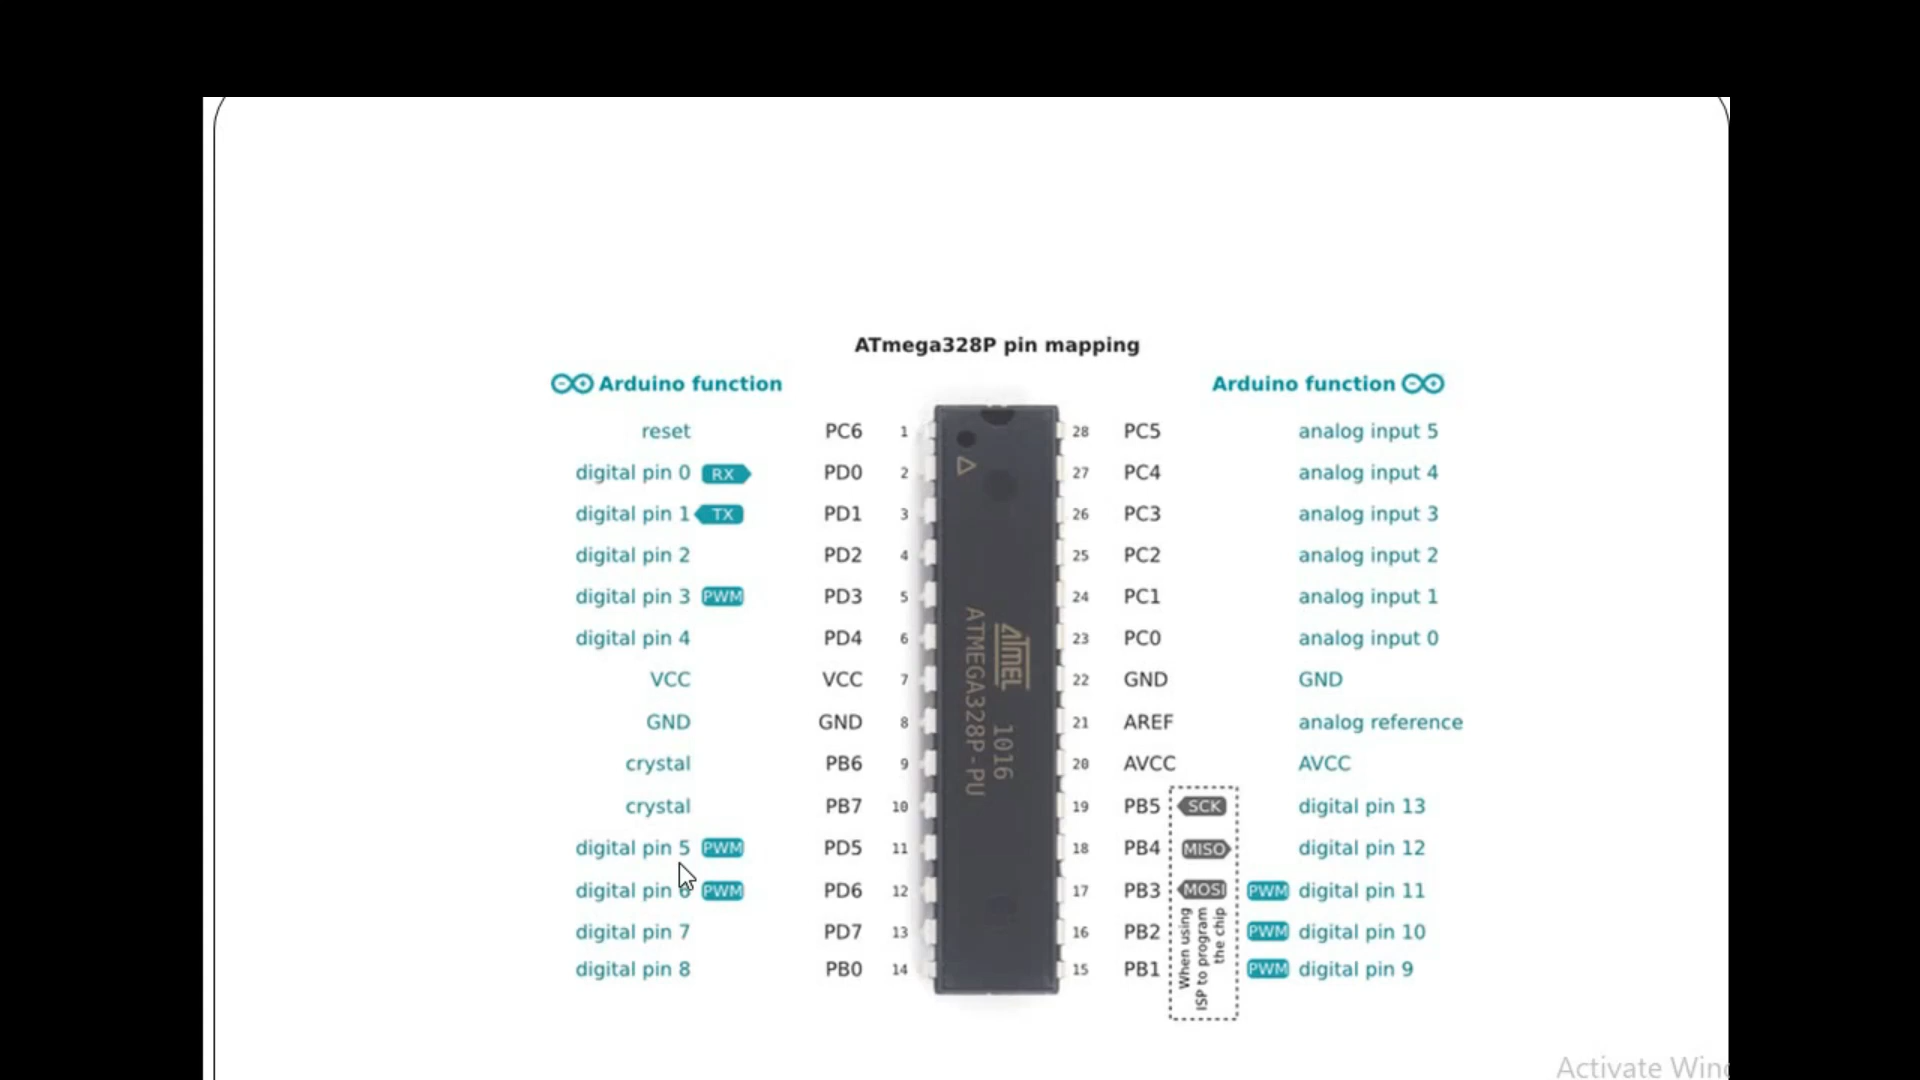 ATmega328P pin mapping
Arduino function Arduino function
reset PC6 1 28 PC5 analog input 5
digital pin 0 RX PD0 2 27 PC4 analog input 4
digital pin 1 TX PD1 3 26 PC3 analog input 3
digital pin 2 PD2 4 25 PC2 analog input 2
digital pin 3 PWM PD3 5 24 PC1 analog input 1
digital pin 4 PD4 6 23 PC0 analog input 0
VCC VCC 7 22 GND GND
GND GND 8 21 AREF analog reference
crystal PB6 9 20 AVCC AVCC
crystal PB7 10 19 PB5 SCK digital pin 13
digital pin 5 PWM PD5 11 18 PB4 MISO digital pin 12
digital pin 6 PWM PD6 12 17 PB3 MOSI PWM digital pin 11
digital pin 7 PD7 13 16 PB2 PWM digital pin 10
digital pin 8 PB0 14 15 PB1 PWM digital pin 9
When using
ISP to program
the chip
ATMEL 1016
ATMEGA328P-PU
Activate Win